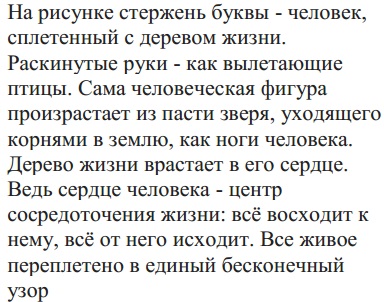 На рисунке стержень буквы - человек,
сплетенный с деревом жизни.
Раскинутые руки - как вылетающие
птицы. Сама человеческая фигура
произрастает из пасти зверя, уходящего
корнями в землю, как ноги человека.
Дерево жизни врастает в его сердце.
Ведь сердце человека - центр
сосредоточения жизни: всё восходит к
нему, всё от него исходит. Все живое
переплетено в единый бесконечный
узор